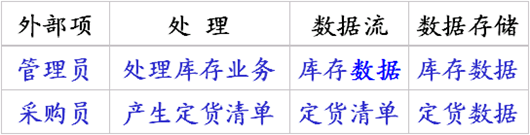 外部项 处 理 数据流 数据存储
管理员 处理库存业务 库存数据 库存数据
采购员 产生定货清单 定货清单 定货数据